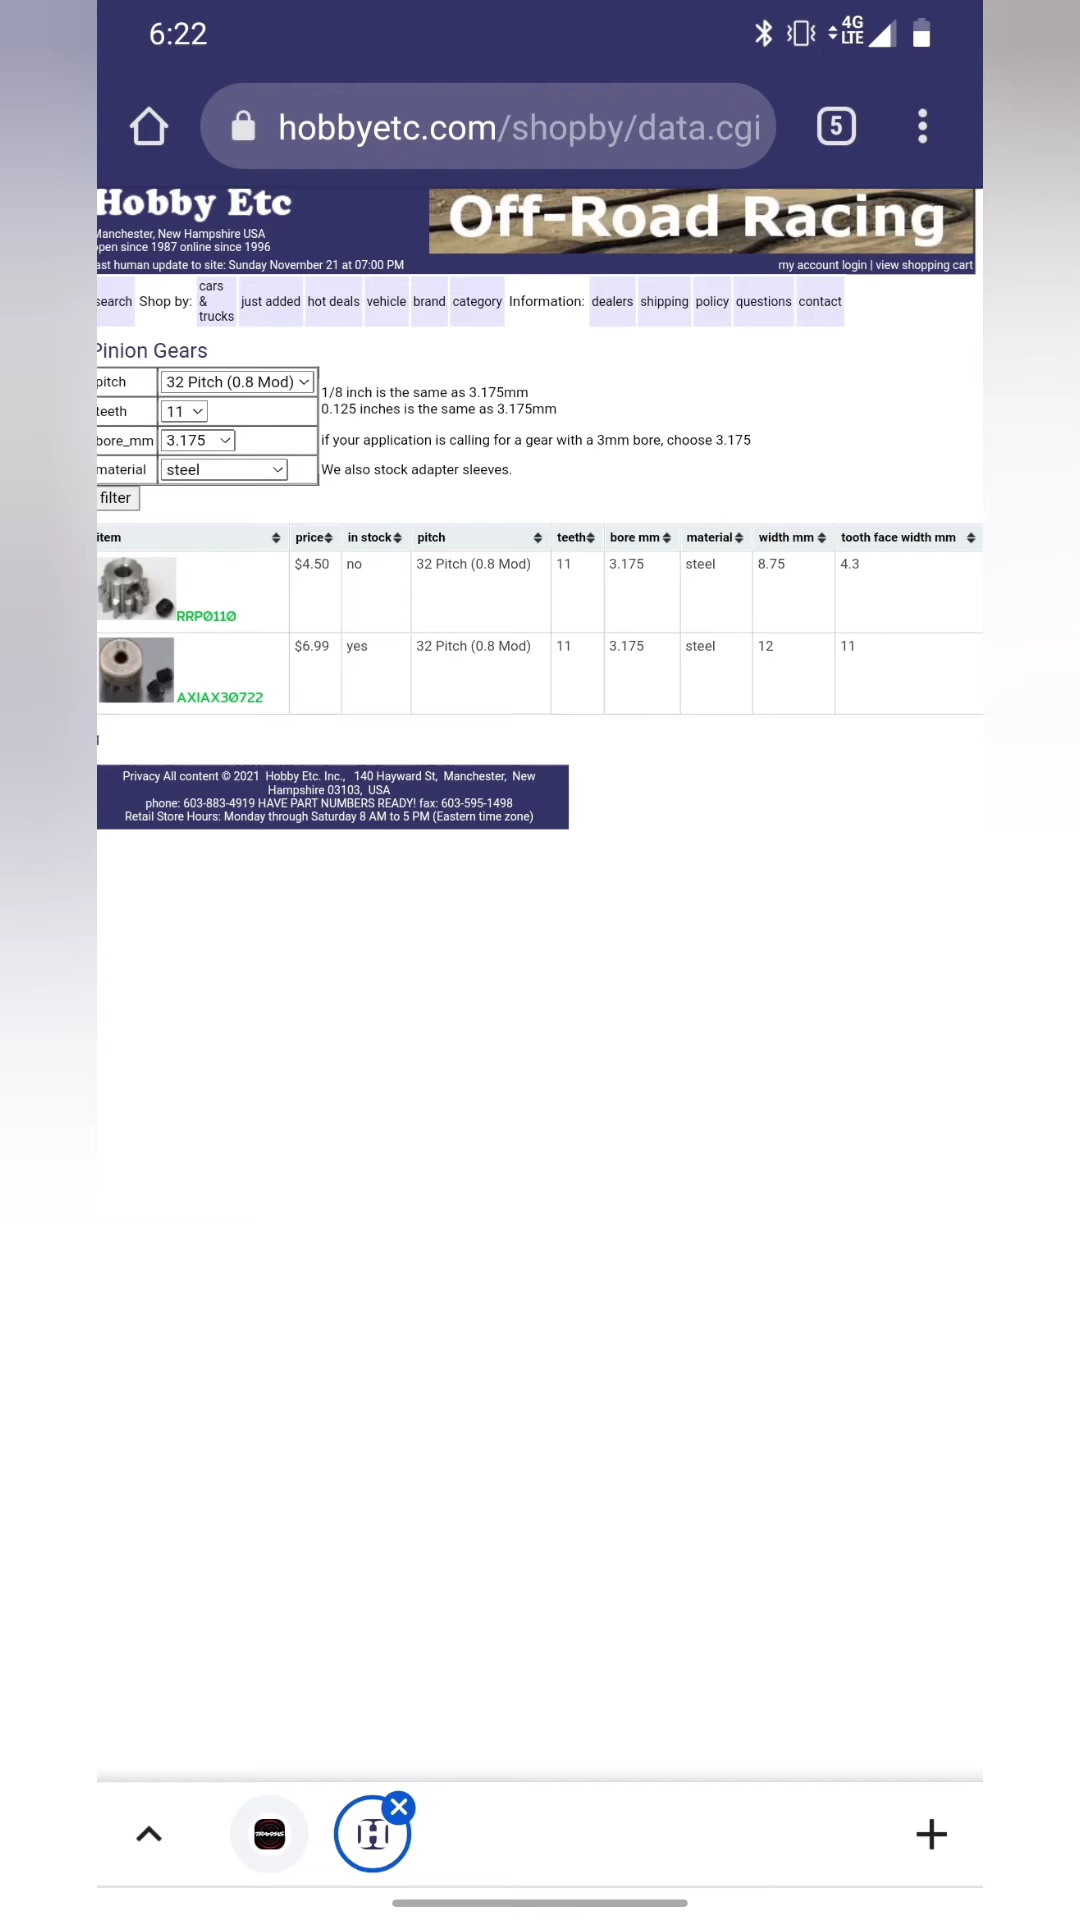 6:22
4G
LTE
hobbyetc.com/shopby/data.cgi
5
Hobby Etc
Manchester, New Hampshire USA
open since 1987 online since 1996
ast human update to site: Sunday November 21 at 07:00 PM
Off-Road Racing
my account login | view shopping cart
search Shop by: cars & trucks just added hot deals vehicle brand category Information: dealers shipping policy questions contact
Pinion Gears
pitch 32 Pitch (0.8 Mod)
teeth 11
bore_mm 3.175
material steel
1/8 inch is the same as 3.175mm
0.125 inches is the same as 3.175mm
if your application is calling for a gear with a 3mm bore, choose 3.175
We also stock adapter sleeves.
filter
item price in stock pitch teeth bore mm material width mm tooth face width mm
RRP0110 $4.50 no 32 Pitch (0.8 Mod) 11 3.175 steel 8.75 4.3
AXIAX30722 $6.99 yes 32 Pitch (0.8 Mod) 11 3.175 steel 12 11
1
Privacy All content © 2021 Hobby Etc. Inc., 140 Hayward St, Manchester, New
Hampshire 03103, USA
phone: 603-883-4919 HAVE PART NUMBERS READY! fax: 603-595-1498
Retail Store Hours: Monday through Saturday 8 AM to 5 PM (Eastern time zone)
TRAXXAS
H